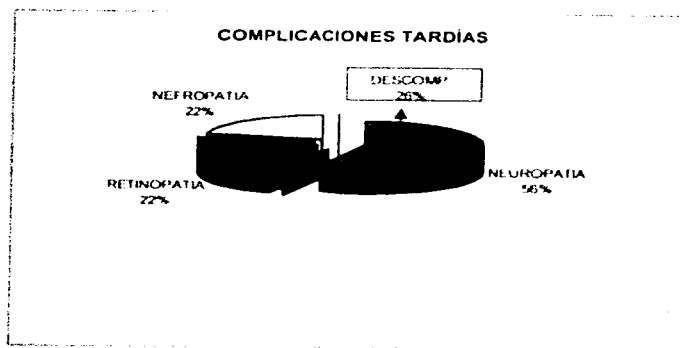 COMPLICACIONES TARDÍAS
DESCOMP.
26%
NEFROPATIA
22%
RETINOPATIA
22%
NEUROPATIA
56%